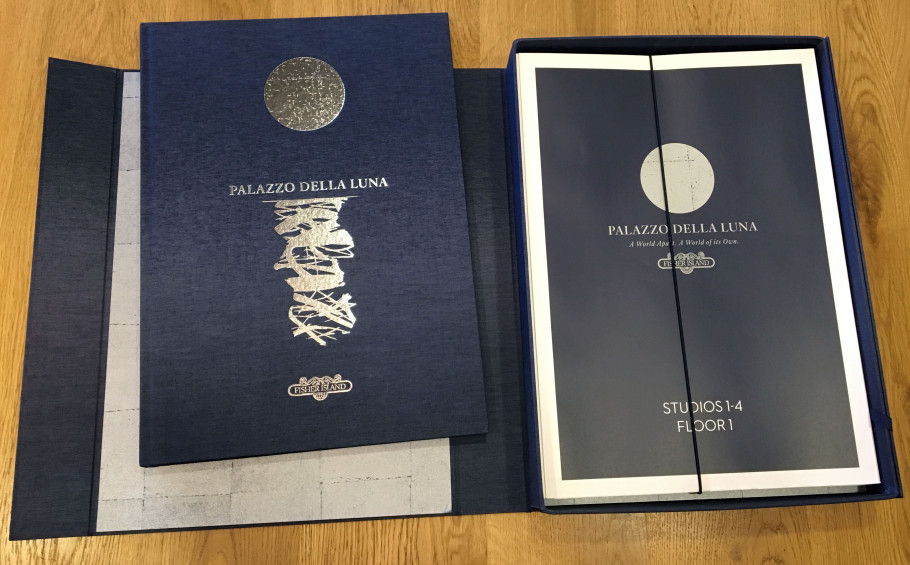 PALAZZO DELLA LUNA
FISHER ISLAND
PALAZZO DELLA LUNA
A World Apart. A World of its Own.
FISHER ISLAND
STUDIOS 1-4
FLOOR 1